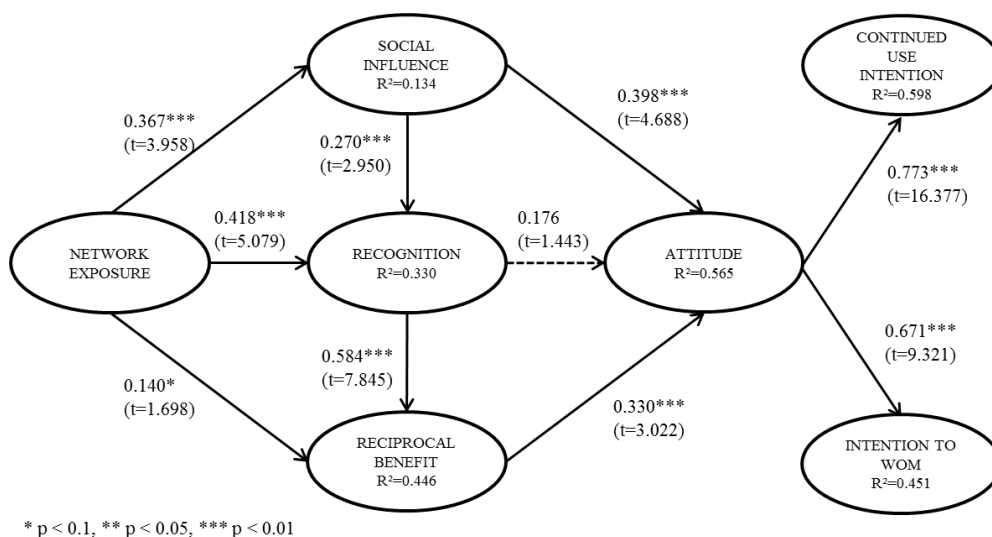 SOCIAL
INFLUENCE
R²=0.134
CONTINUED
USE
INTENTION
R²=0.598
0.367***
(t=3.958)
0.270***
(t=2.950)
0.398***
(t=4.688)
0.773***
(t=16.377)
NETWORK
EXPOSURE
0.418***
(t=5.079)
RECOGNITION
R²=0.330
0.176
(t=1.443)
ATTITUDE
R²=0.565
0.140*
(t=1.698)
0.584***
(t=7.845)
0.330***
(t=3.022)
0.671***
(t=9.321)
RECIPROCAL
BENEFIT
R²=0.446
INTENTION TO
WOM
R²=0.451
* p < 0.1, ** p < 0.05, *** p < 0.01